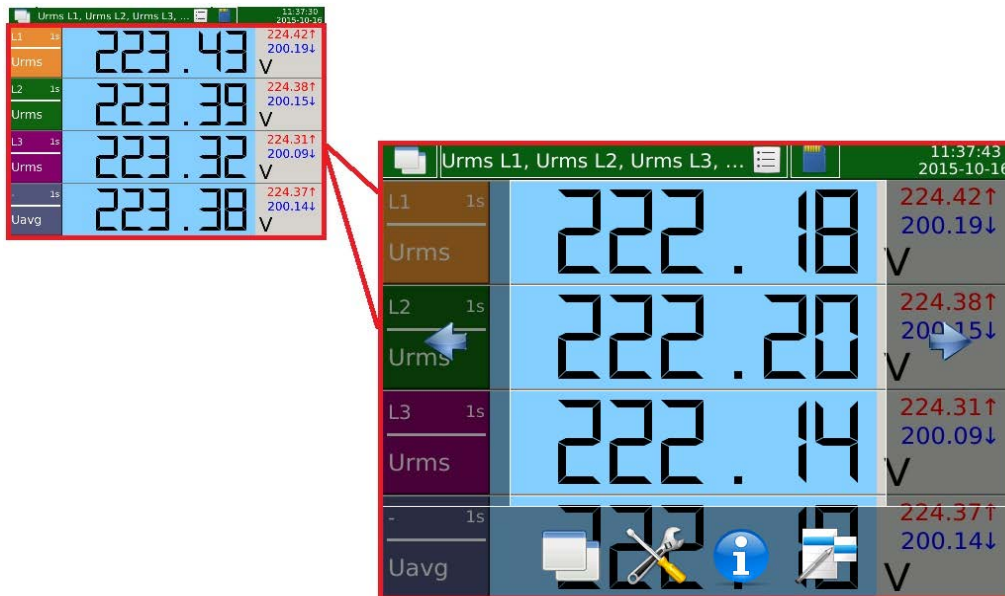 Urms L1, Urms L2, Urms L3, ...
11:37:30
2015-10-16
L1 1s
Urms
223.43
V
224.42↑
200.19↓
L2 1s
Urms
223.39
V
224.38↑
200.15↓
L3 1s
Urms
223.32
V
224.31↑
200.09↓
- 1s
Uavg
223.38
V
224.37↑
200.14↓
Urms L1, Urms L2, Urms L3, ...
11:37:43
2015-10-16
L1 1s
Urms
222.18
V
224.42↑
200.19↓
L2 1s
Urms
222.20
V
224.38↑
200.15↓
L3 1s
Urms
222.14
V
224.31↑
200.09↓
- 1s
Uavg
V
224.37↑
200.14↓